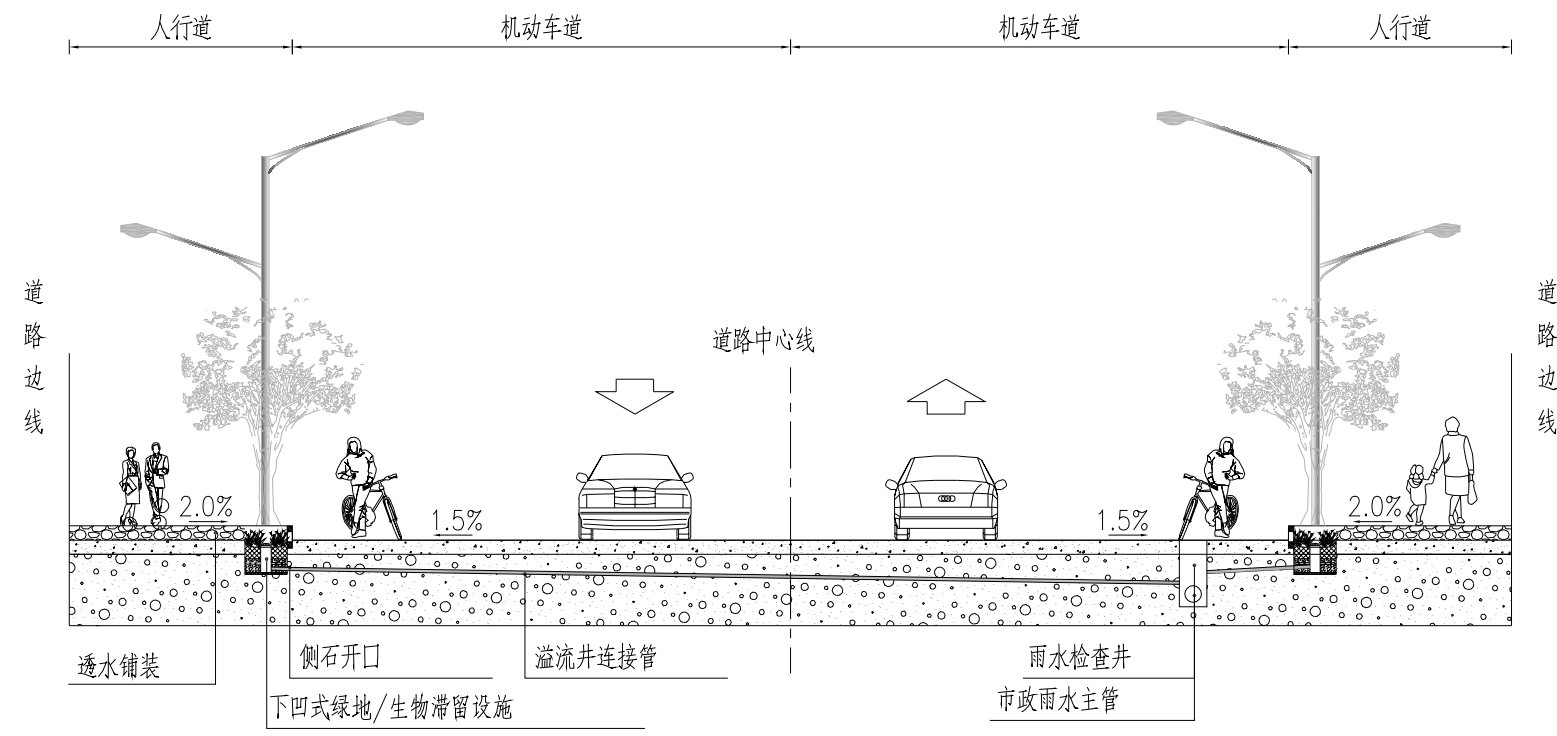 人行道
机动车道
机动车道
人行道
道路边线
道路中心线
道路边线
2.0%
1.5%
1.5%
2.0%
透水铺装
侧石开口
溢流井连接管
雨水检查井
下凹式绿地/生物滞留设施
市政雨水主管